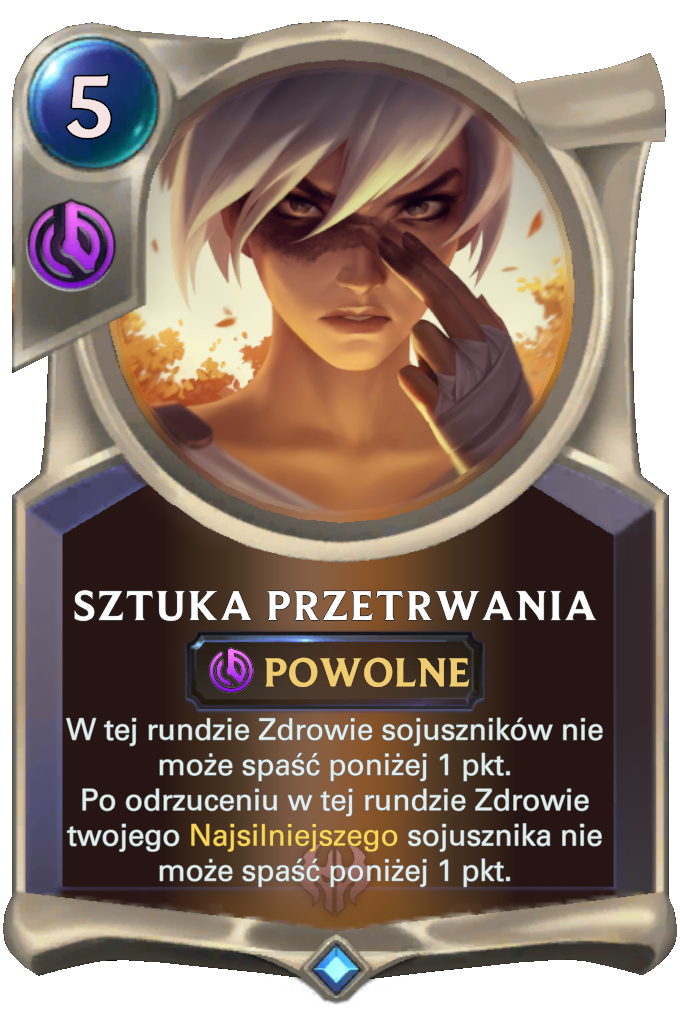 5
SZTUKA PRZETRWANIA
POWOLNE
W tej rundzie Zdrowie sojuszników nie
może spaść poniżej 1 pkt.
Po odrzuceniu w tej rundzie Zdrowie
twojego Najsilniejszego sojusznika nie
może spaść poniżej 1 pkt.